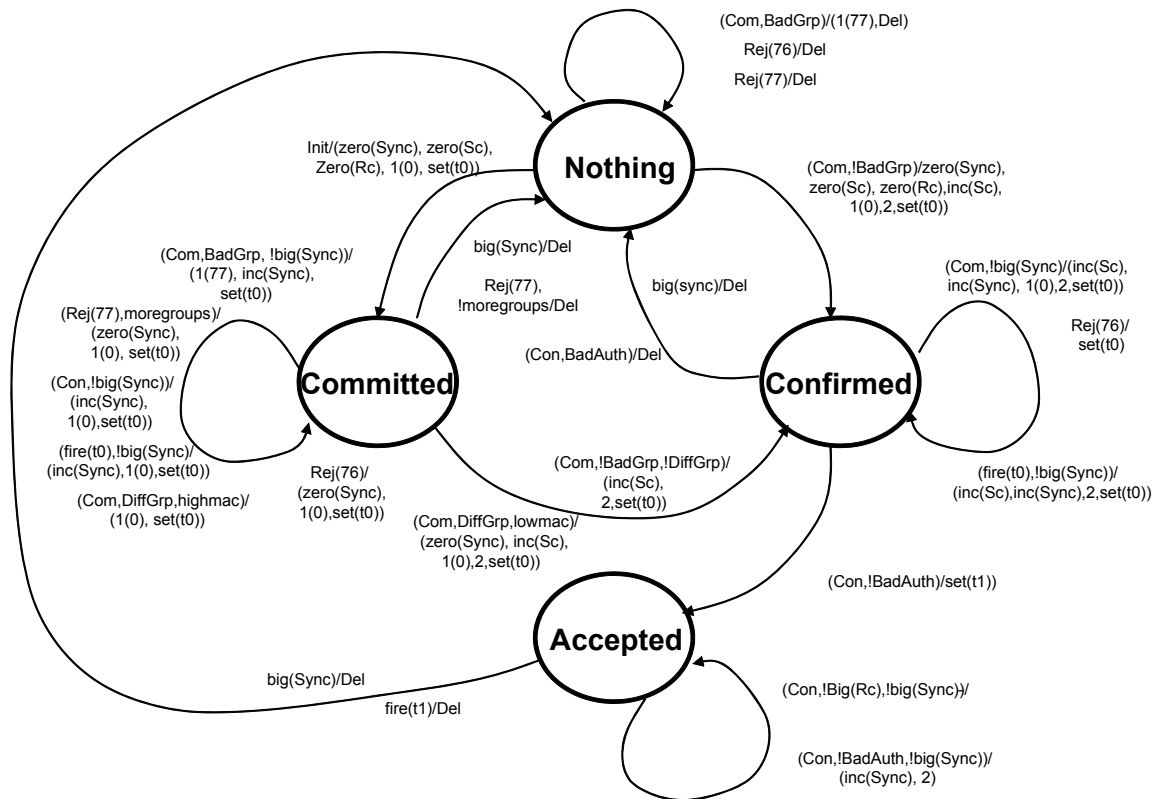 (Com,BadGrp)/(1(77),Del)
Rej(76)/Del
Rej(77)/Del
Nothing
Init/(zero(Sync), zero(Sc),
Zero(Rc), 1(0), set(t0))
(Com,!BadGrp)/zero(Sync),
zero(Sc), zero(Rc),inc(Sc),
1(0),2,set(t0))
big(Sync)/Del
Rej(77),
!moregroups/Del
big(sync)/Del
(Con,BadAuth)/Del
(Com,BadGrp, !big(Sync))/
(1(77), inc(Sync),
set(t0))
(Rej(77),moregroups)/
(zero(Sync),
1(0), set(t0))
(Con,!big(Sync))/
(inc(Sync),
1(0),set(t0))
(fire(t0),!big(Sync)/
(inc(Sync),1(0),set(t0))
(Com,DiffGrp,highmac)/
(1(0), set(t0))
Committed
Rej(76)/
(zero(Sync),
1(0),set(t0))
Confirmed
(Com,!big(Sync)/(inc(Sc),
inc(Sync), 1(0),2,set(t0))
Rej(76)/
set(t0)
(fire(t0),!big(Sync))/
(inc(Sc),inc(Sync),2,set(t0))
(Com,!BadGrp,!DiffGrp)/
(inc(Sc),
2,set(t0))
(Com,DiffGrp,lowmac)/
(zero(Sync), inc(Sc),
1(0),2,set(t0))
(Con,!BadAuth)/set(t1))
Accepted
big(Sync)/Del
fire(t1)/Del
(Con,!Big(Rc),!big(Sync))-/
(Con,!BadAuth,!big(Sync))/
(inc(Sync), 2)